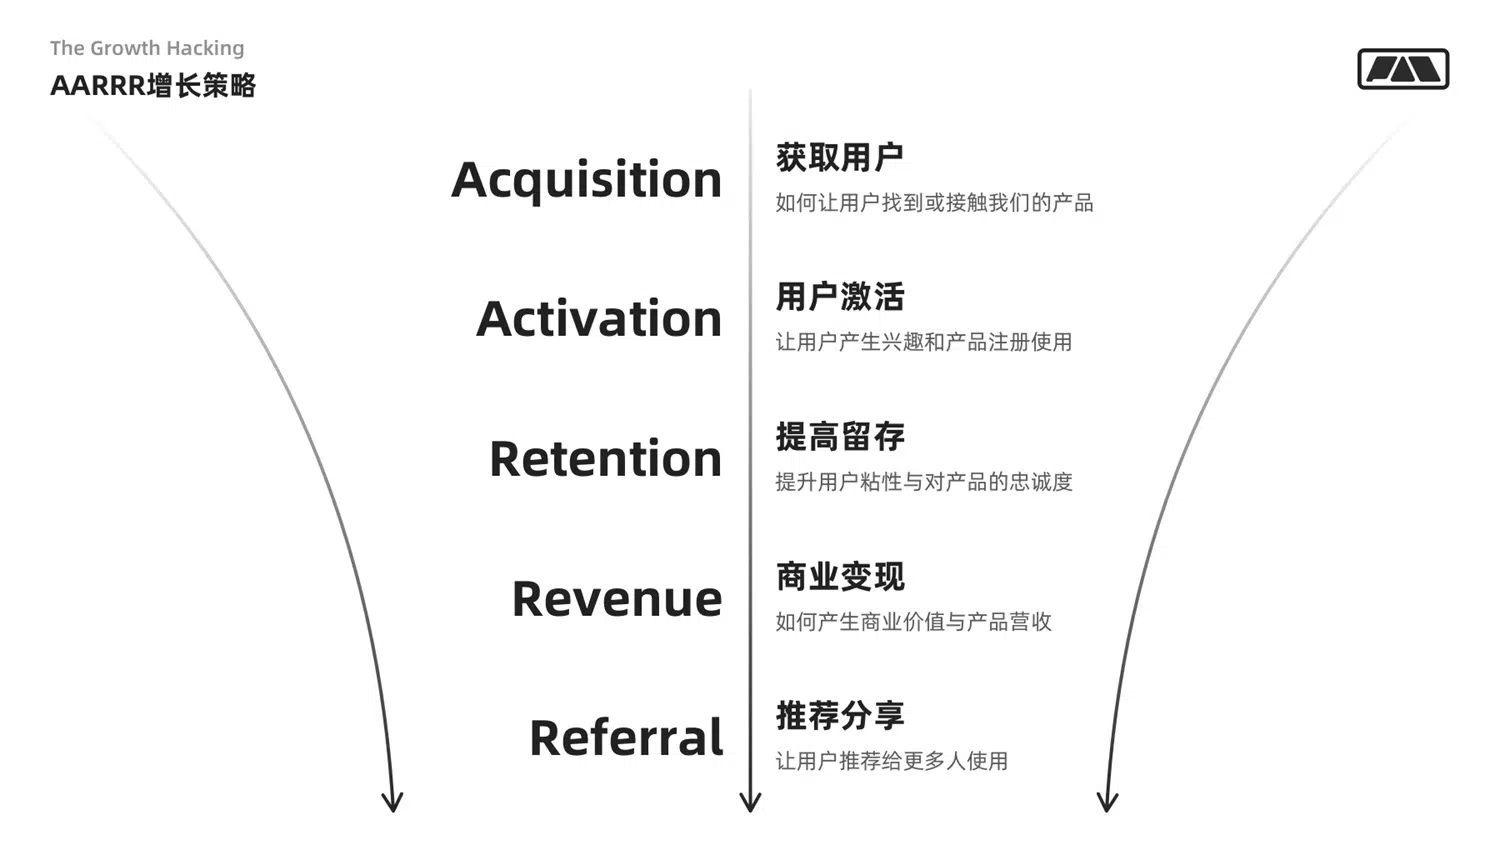 The Growth Hacking
AARRR增长策略
Acquisition
获取用户
如何让用户找到或接触我们的产品
Activation
用户激活
让用户产生兴趣和产品注册使用
Retention
提高留存
提升用户粘性与对产品的忠诚度
Revenue
商业变现
如何产生商业价值与产品营收
Referral
推荐分享
让用户推荐给更多人使用